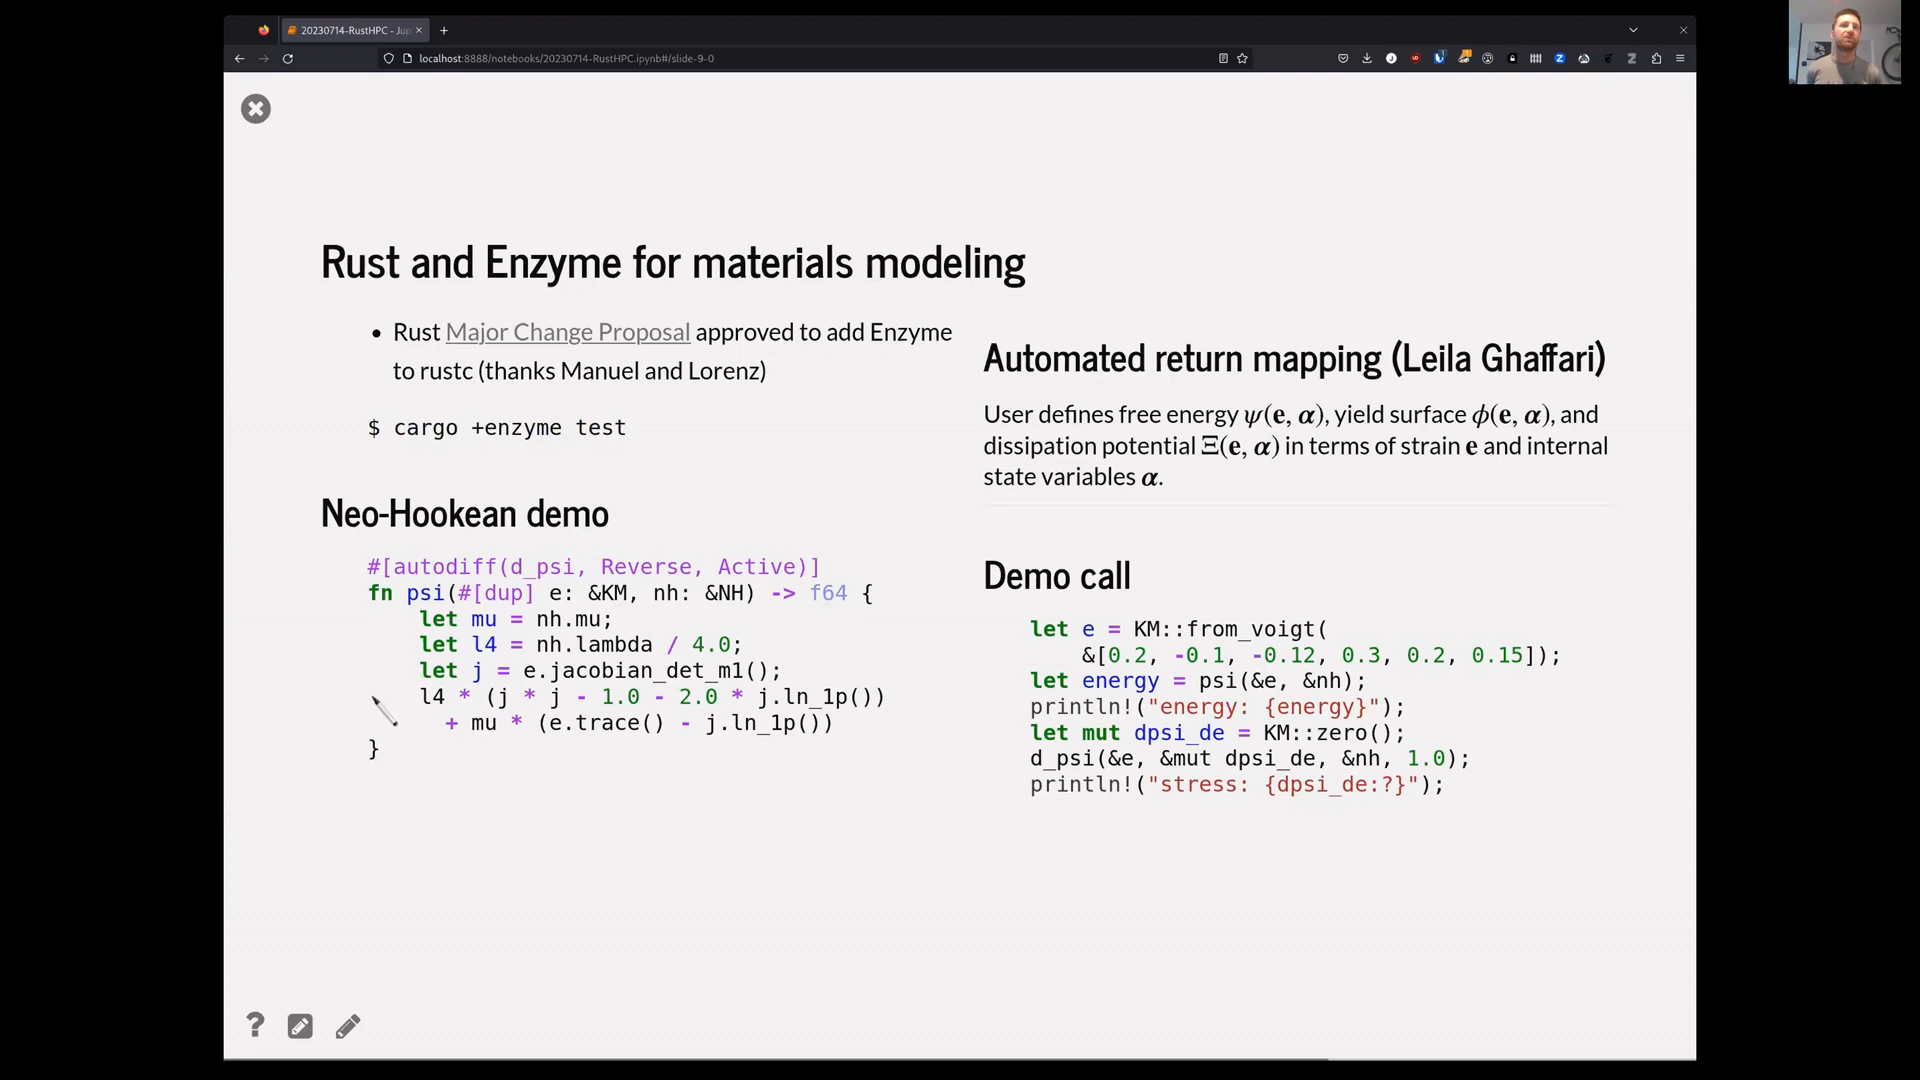 20230714-RustHPC - Jup
localhost:8888/notebooks/20230714-RustHPC.ipynb#/slide-9-0
Rust and Enzyme for materials modeling
• Rust Major Change Proposal approved to add Enzyme
to rustc (thanks Manuel and Lorenz)
$ cargo +enzyme test
Neo-Hookean demo
#[autodiff(d_psi, Reverse, Active)]
fn psi(#[dup] e: &KM, nh: &NH) -> f64 {
let mu = nh.mu;
let l4 = nh.lambda / 4.0;
let j = e.jacobian_det_m1();
l4 * (j * j - 1.0 - 2.0 * j.ln_1p())
+ mu * (e.trace() - j.ln_1p())
}
Automated return mapping (Leila Ghaffari)
User defines free energy ψ(e, α), yield surface ϕ(e, α), and
dissipation potential Ξ(e, α) in terms of strain e and internal
state variables α.
Demo call
let e = KM::from_voigt(
&[0.2, -0.1, -0.12, 0.3, 0.2, 0.15]);
let energy = psi(&e, &nh);
println!("energy: {energy}");
let mut dpsi_de = KM::zero();
d_psi(&e, &mut dpsi_de, &nh, 1.0);
println!("stress: {dpsi_de:?}");